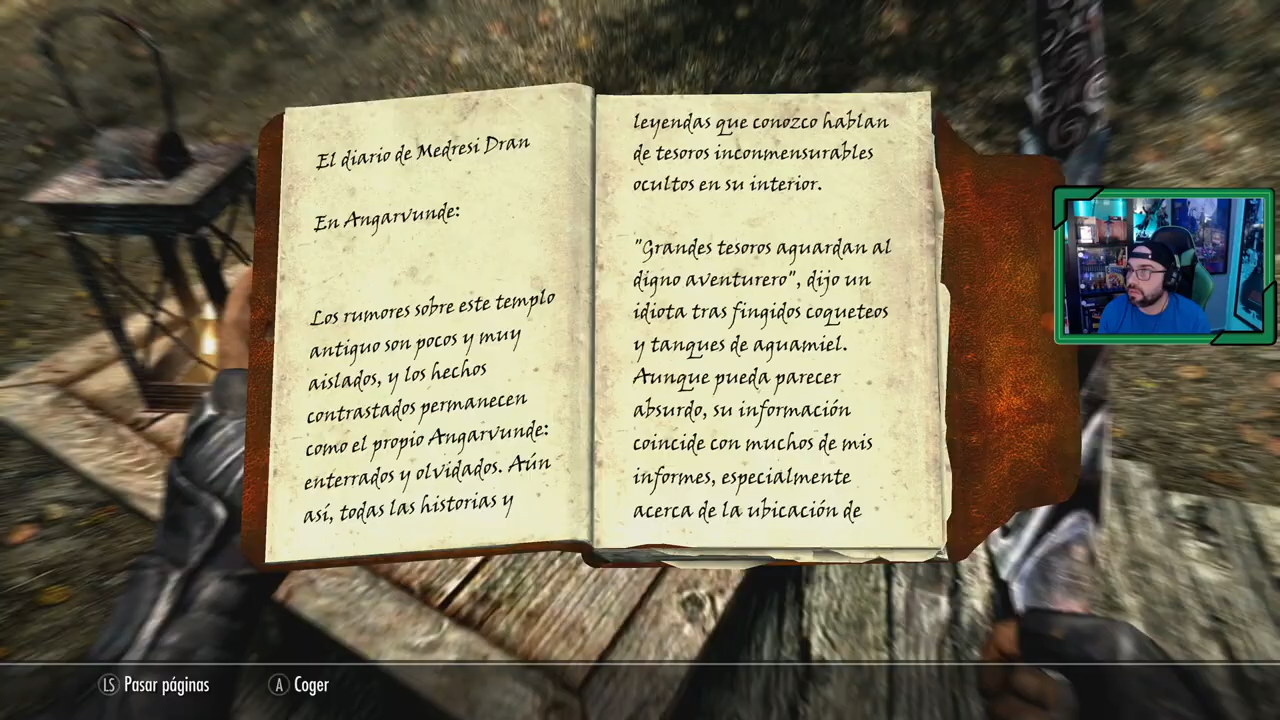 El diario de Medresi Dran
En Angarvunde:
Los rumores sobre este templo
antiguo son pocos y muy
aislados, y los hechos
contrastados permanecen
como el propio Angarvunde:
enterrados y olvidados. Aún
así, todas las historias y
leyendas que conozco hablan
de tesoros inconmensurables
ocultos en su interior.
"Grandes tesoros aguardan al
digno aventurero", dijo un
idiota tras fingidos coqueteos
y tanques de aguamiel.
Aunque pueda parecer
absurdo, su información
coincide con muchos de mis
informes, especialmente
acerca de la ubicación de
LS Pasar páginas
A Coger